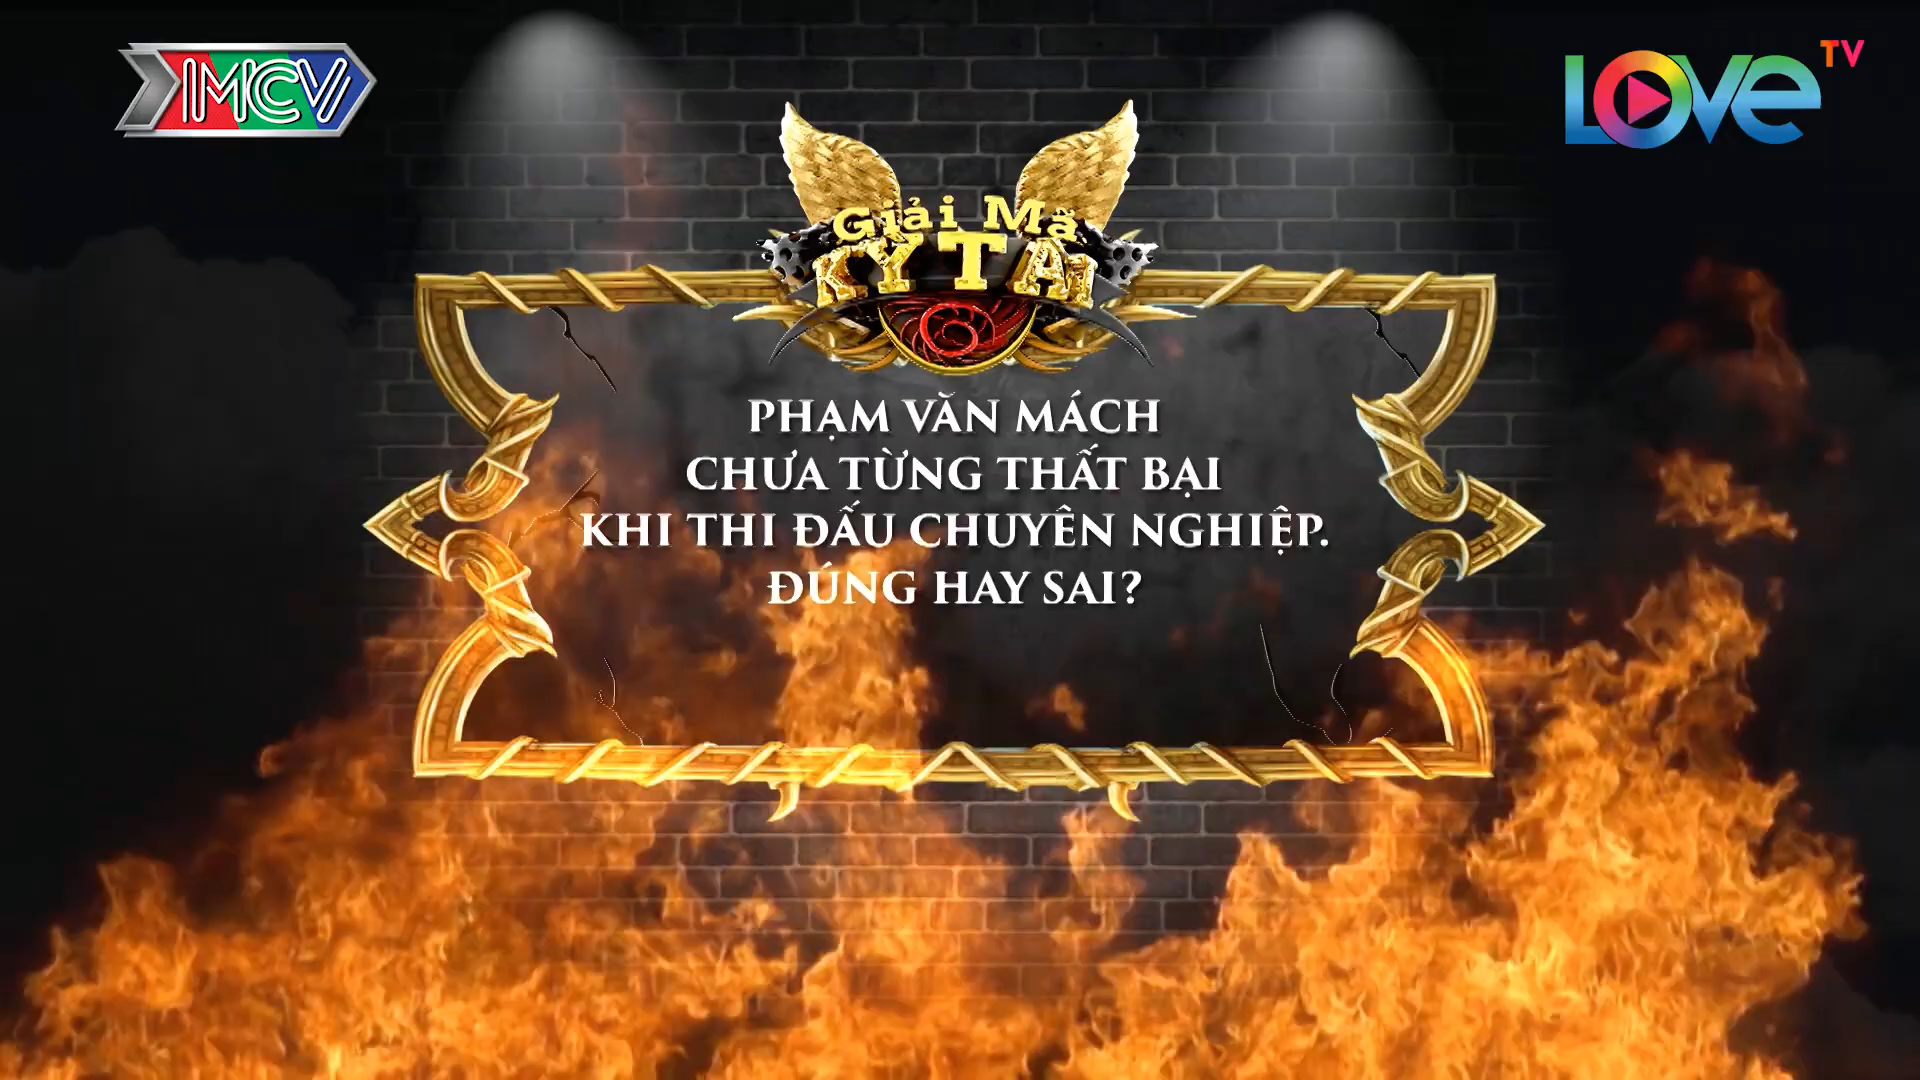 MCV
LOVE TV
Giải Mã
KỲ TÀI
PHẠM VĂN MÁCH
CHƯA TỪNG THẤT BẠI
KHI THI ĐẤU CHUYÊN NGHIỆP.
ĐÚNG HAY SAI?